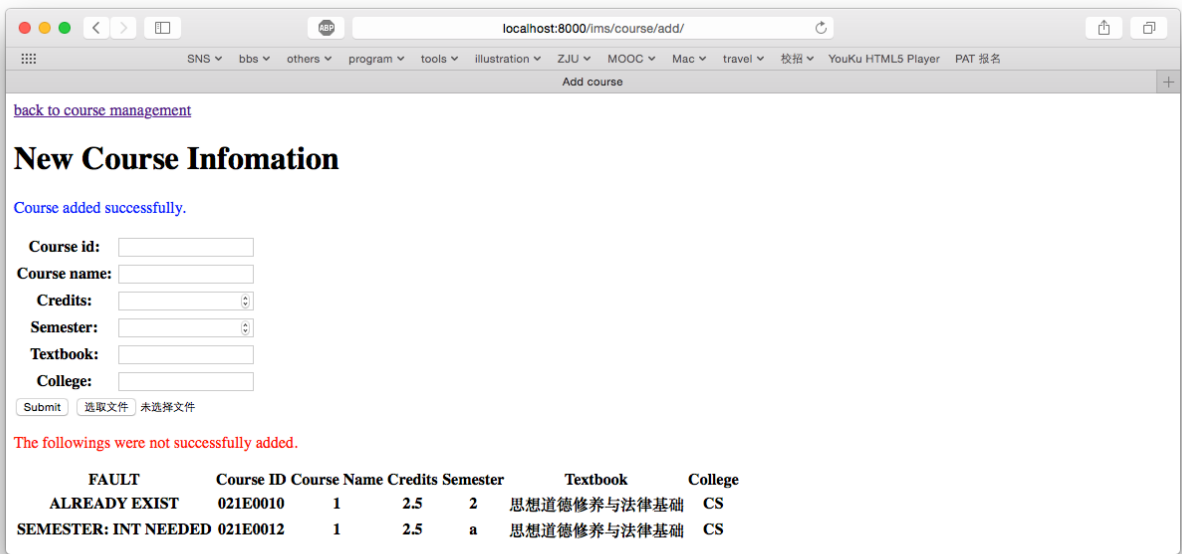 ABP
localhost:8000/ims/course/add/
SNS bbs others program tools illustration ZJU MOOC Mac travel 校招 YouKu HTML5 Player PAT 报名
Add course
back to course management
New Course Infomation
Course added successfully.
Course id:
Course name:
Credits:
Semester:
Textbook:
College:
Submit 选取文件 未选择文件
The followings were not successfully added.
FAULT Course ID Course Name Credits Semester Textbook College
ALREADY EXIST 021E0010 1 2.5 2 思想道德修养与法律基础 CS
SEMESTER: INT NEEDED 021E0012 1 2.5 a 思想道德修养与法律基础 CS